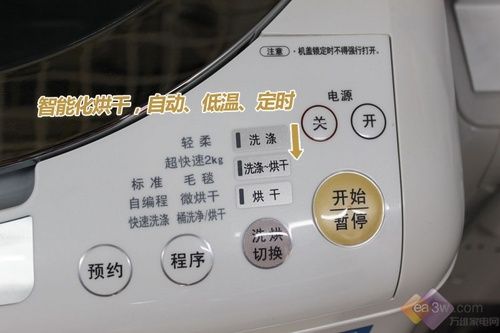 注意 ・机盖锁定时不得强行打开。
智能化烘干，自动、低温、定时
电源
关 开
轻柔 洗涤
超快速2kg 洗涤~烘干
标准 毛毯
自编程 微烘干 烘干
快速洗涤 桶洗净/烘干
开始
暂停
洗烘
切换
预约 程序
ea3w.com
万维家电网